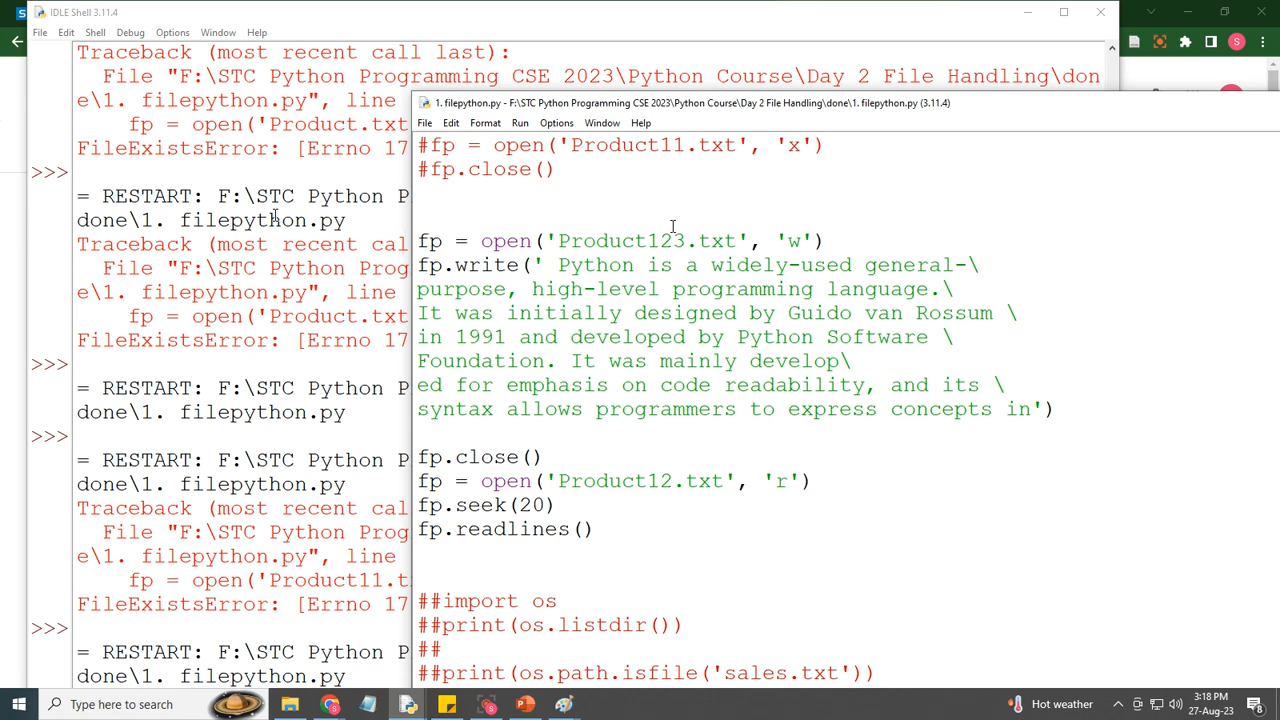 IDLE Shell 3.11.4
File Edit Shell Debug Options Window Help
Traceback (most recent call last):
  File "F:\STC Python Programming CSE 2023\Python Course\Day 2 File Handling\don
e\1. filepython.py", line
    fp = open('Product.txt
FileExistsError: [Errno 17
>>>
= RESTART: F:\STC Python P
done\1. filepython.py
Traceback (most recent cal
  File "F:\STC Python Prog
e\1. filepython.py", line
    fp = open('Product.txt
FileExistsError: [Errno 17
>>>
= RESTART: F:\STC Python P
done\1. filepython.py
>>>
= RESTART: F:\STC Python P
done\1. filepython.py
Traceback (most recent cal
  File "F:\STC Python Prog
e\1. filepython.py", line
    fp = open('Product11.t
FileExistsError: [Errno 17
>>>
= RESTART: F:\STC Python P
done\1. filepython.py
1. filepython.py - F:\STC Python Programming CSE 2023\Python Course\Day 2 File Handling\done\1. filepython.py (3.11.4)
File Edit Format Run Options Window Help
#fp = open('Product11.txt', 'x')
#fp.close()
fp = open('Product123.txt', 'w')
fp.write(' Python is a widely-used general-\
purpose, high-level programming language.\
It was initially designed by Guido van Rossum \
in 1991 and developed by Python Software \
Foundation. It was mainly develop\
ed for emphasis on code readability, and its \
syntax allows programmers to express concepts in')
fp.close()
fp = open('Product12.txt', 'r')
fp.seek(20)
fp.readlines()
##import os
##print(os.listdir())
##
##print(os.path.isfile('sales.txt'))
S
Type here to search
Hot weather
3:18 PM
27-Aug-23
8